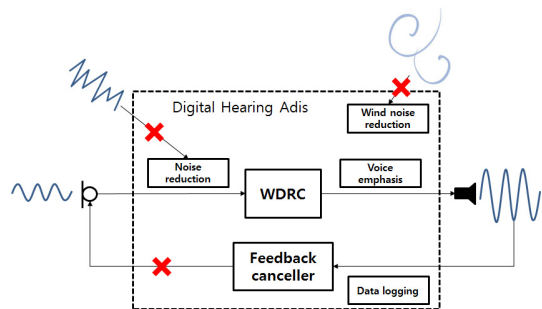 Digital Hearing Adis
Wind noise
reduction
Noise
reduction
WDRC
Voice
emphasis
Feedback
canceller
Data logging